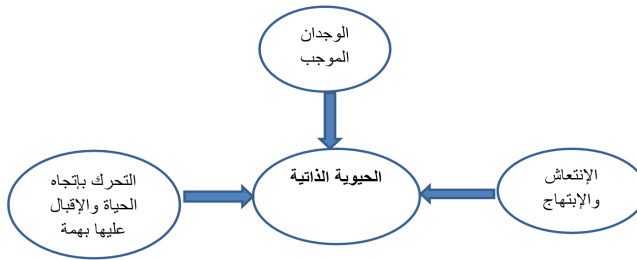 الوجدان
الموجب
الحيوية الذاتية
الإنتعاش
والإبتهاج
التحرك بإتجاه
الحياة والإقبال
عليها بهمة